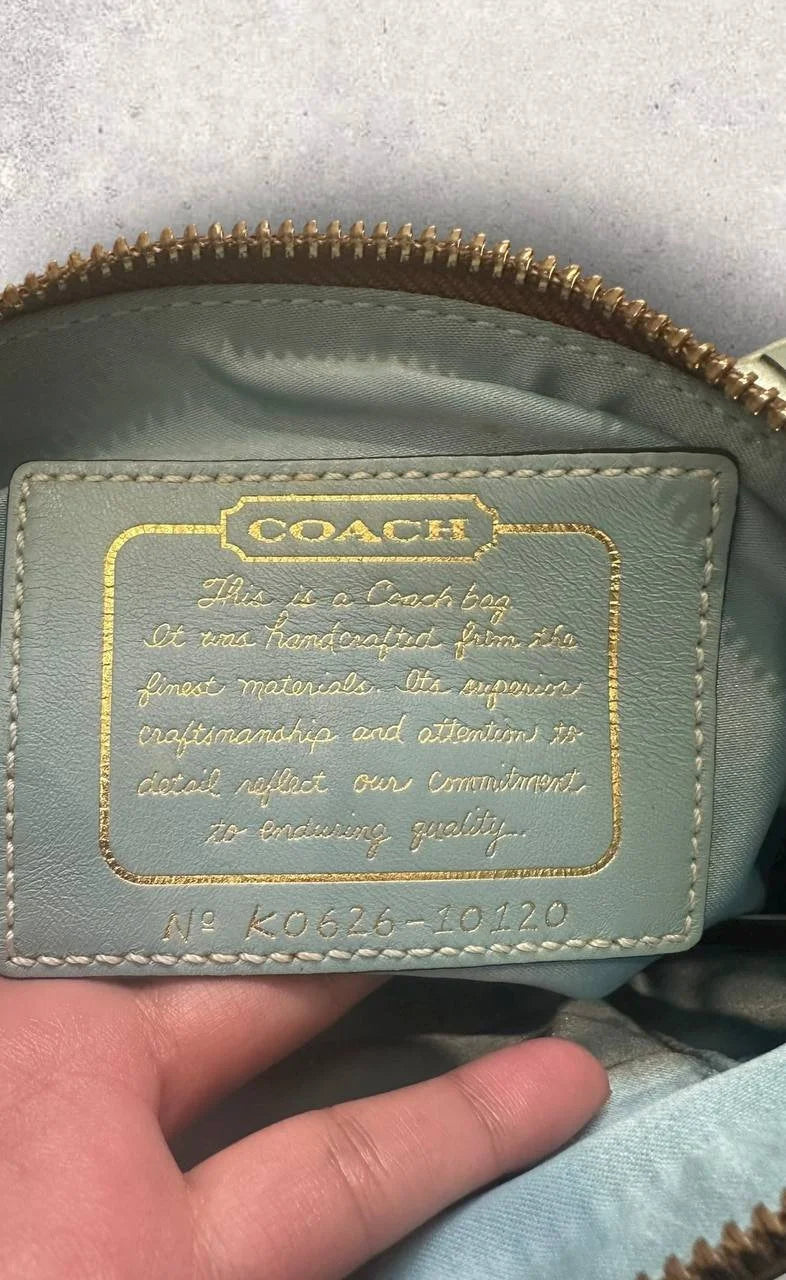 COACH
This is a Coach bag
It was handcrafted from the
finest materials. Its superior
craftsmanship and attention to
detail reflect our commitment
to enduring quality...
Nº K0626-10120